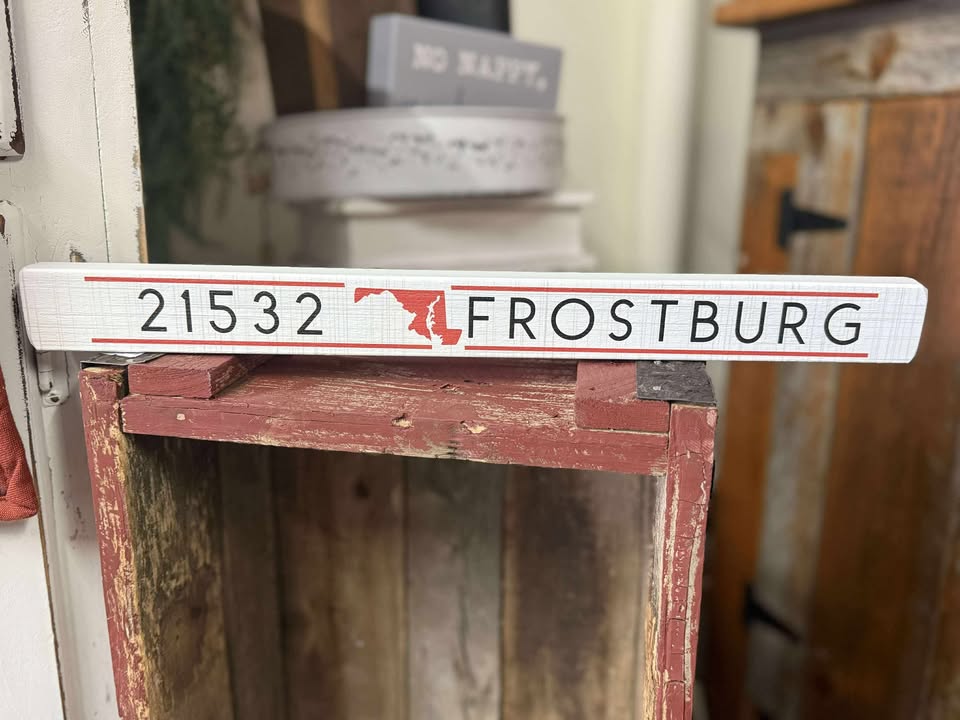 NO NAPPY.
21532 FROSTBURG